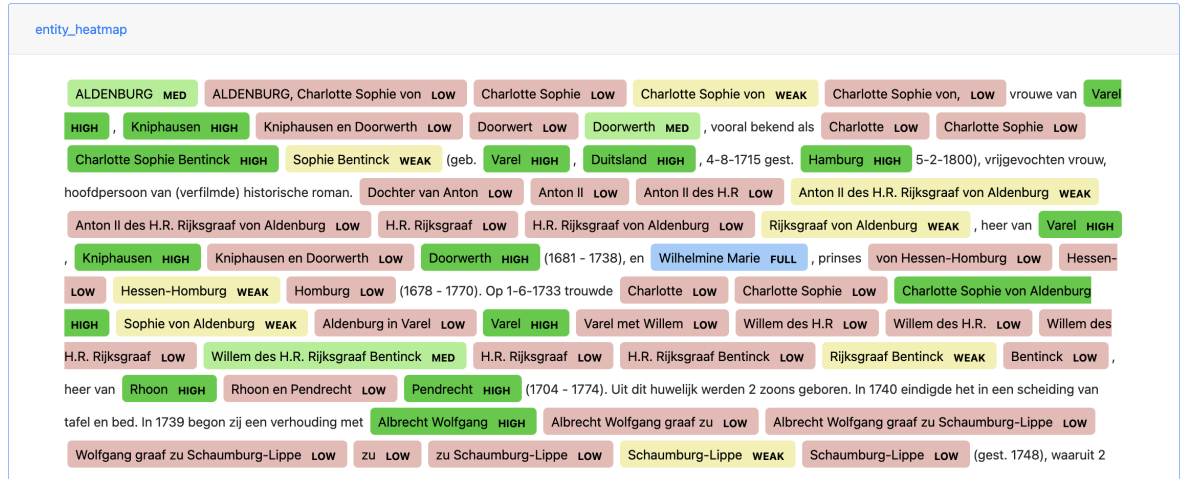 entity_heatmap
ALDENBURG MED ALDENBURG, Charlotte Sophie von LOW Charlotte Sophie LOW Charlotte Sophie von WEAK Charlotte Sophie von, LOW vrouwe van Varel
HIGH , Kniphausen HIGH Kniphausen en Doorwerth LOW Doorwert LOW Doorwerth MED , vooral bekend als Charlotte LOW Charlotte Sophie LOW
Charlotte Sophie Bentinck HIGH Sophie Bentinck WEAK (geb. Varel HIGH , Duitsland HIGH , 4-8-1715 gest. Hamburg HIGH 5-2-1800), vrijgevochten vrouw,
hoofdpersoon van (verfilmde) historische roman. Dochter van Anton LOW Anton II LOW Anton II des H.R LOW Anton II des H.R. Rijksgraaf von Aldenburg WEAK
Anton II des H.R. Rijksgraaf von Aldenburg LOW H.R. Rijksgraaf LOW H.R. Rijksgraaf von Aldenburg LOW Rijksgraaf von Aldenburg WEAK , heer van Varel HIGH
, Kniphausen HIGH Kniphausen en Doorwerth LOW Doorwerth HIGH (1681 - 1738), en Wilhelmine Marie FULL , prinses von Hessen-Homburg LOW Hessen-
LOW Hessen-Homburg WEAK Homburg LOW (1678 - 1770). Op 1-6-1733 trouwde Charlotte LOW Charlotte Sophie LOW Charlotte Sophie von Aldenburg
HIGH Sophie von Aldenburg WEAK Aldenburg in Varel LOW Varel HIGH Varel met Willem LOW Willem des H.R LOW Willem des H.R. LOW Willem des
H.R. Rijksgraaf LOW Willem des H.R. Rijksgraaf Bentinck MED H.R. Rijksgraaf LOW H.R. Rijksgraaf Bentinck LOW Rijksgraaf Bentinck WEAK Bentinck LOW ,
heer van Rhoon HIGH Rhoon en Pendrecht LOW Pendrecht HIGH (1704 - 1774). Uit dit huwelijk werden 2 zoons geboren. In 1740 eindigde het in een scheiding van
tafel en bed. In 1739 begon zij een verhouding met Albrecht Wolfgang HIGH Albrecht Wolfgang graaf zu LOW Albrecht Wolfgang graaf zu Schaumburg-Lippe LOW
Wolfgang graaf zu Schaumburg-Lippe LOW zu LOW zu Schaumburg-Lippe LOW Schaumburg-Lippe WEAK Schaumburg-Lippe LOW (gest. 1748), waaruit 2